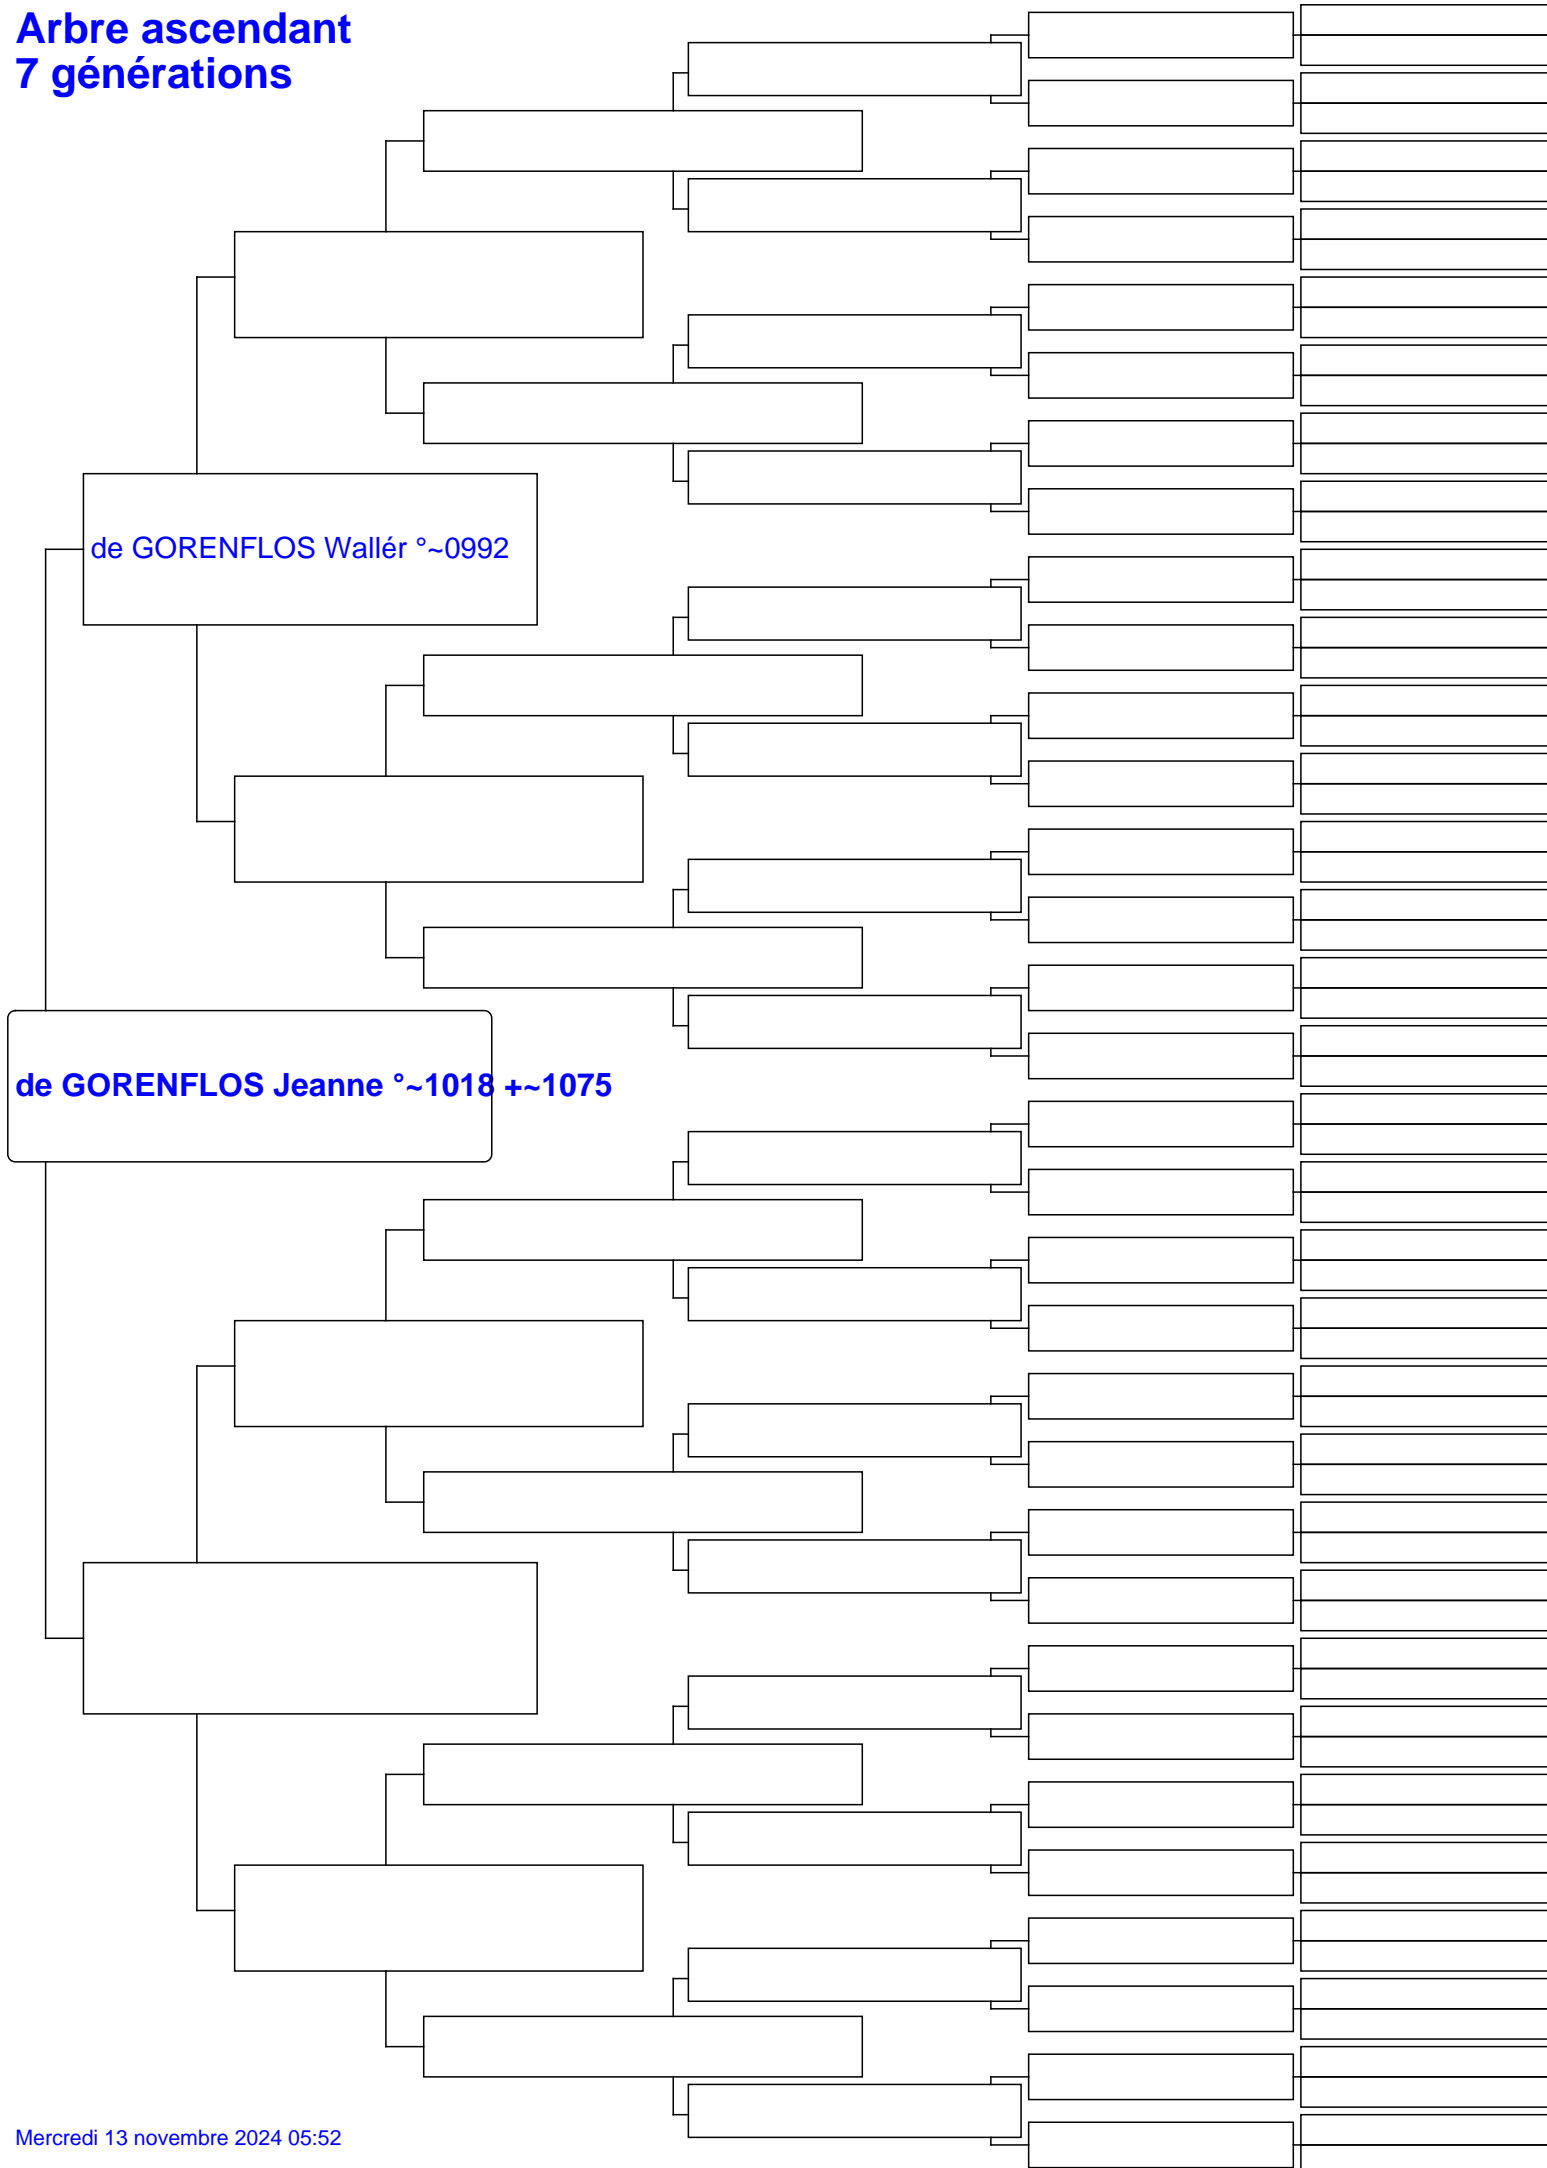 Arbre ascendant
7 générations
de GORENFLOS Wallér °~0992
de GORENFLOS Jeanne °~1018 +~1075
Mercredi 13 novembre 2024 05:52